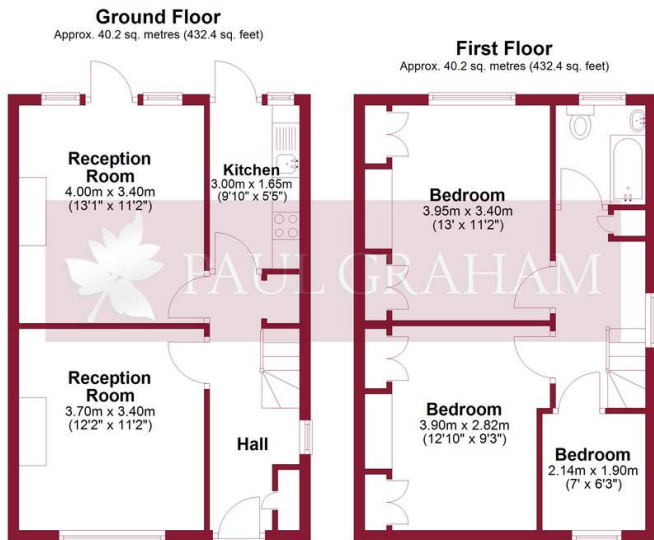 Ground Floor
Approx. 40.2 sq. metres (432.4 sq. feet)
Reception
Room
4.00m x 3.40m
(13'1" x 11'2")
Kitchen
3.00m x 1.65m
(9'10" x 5'5")
Reception
Room
3.70m x 3.40m
(12'2" x 11'2")
Hall
First Floor
Approx. 40.2 sq. metres (432.4 sq. feet)
Bedroom
3.95m x 3.40m
(13' x 11'2")
Bedroom
3.90m x 2.82m
(12'10" x 9'3")
Bedroom
2.14m x 1.90m
(7' x 6'3")
PAUL GRAHAM